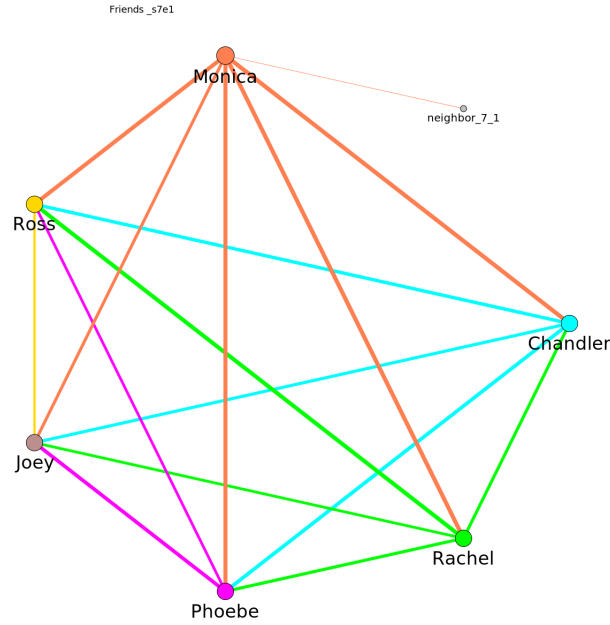 Friends _s7e1
Monica
neighbor_7_1
Ross
Chandler
Joey
Rachel
Phoebe